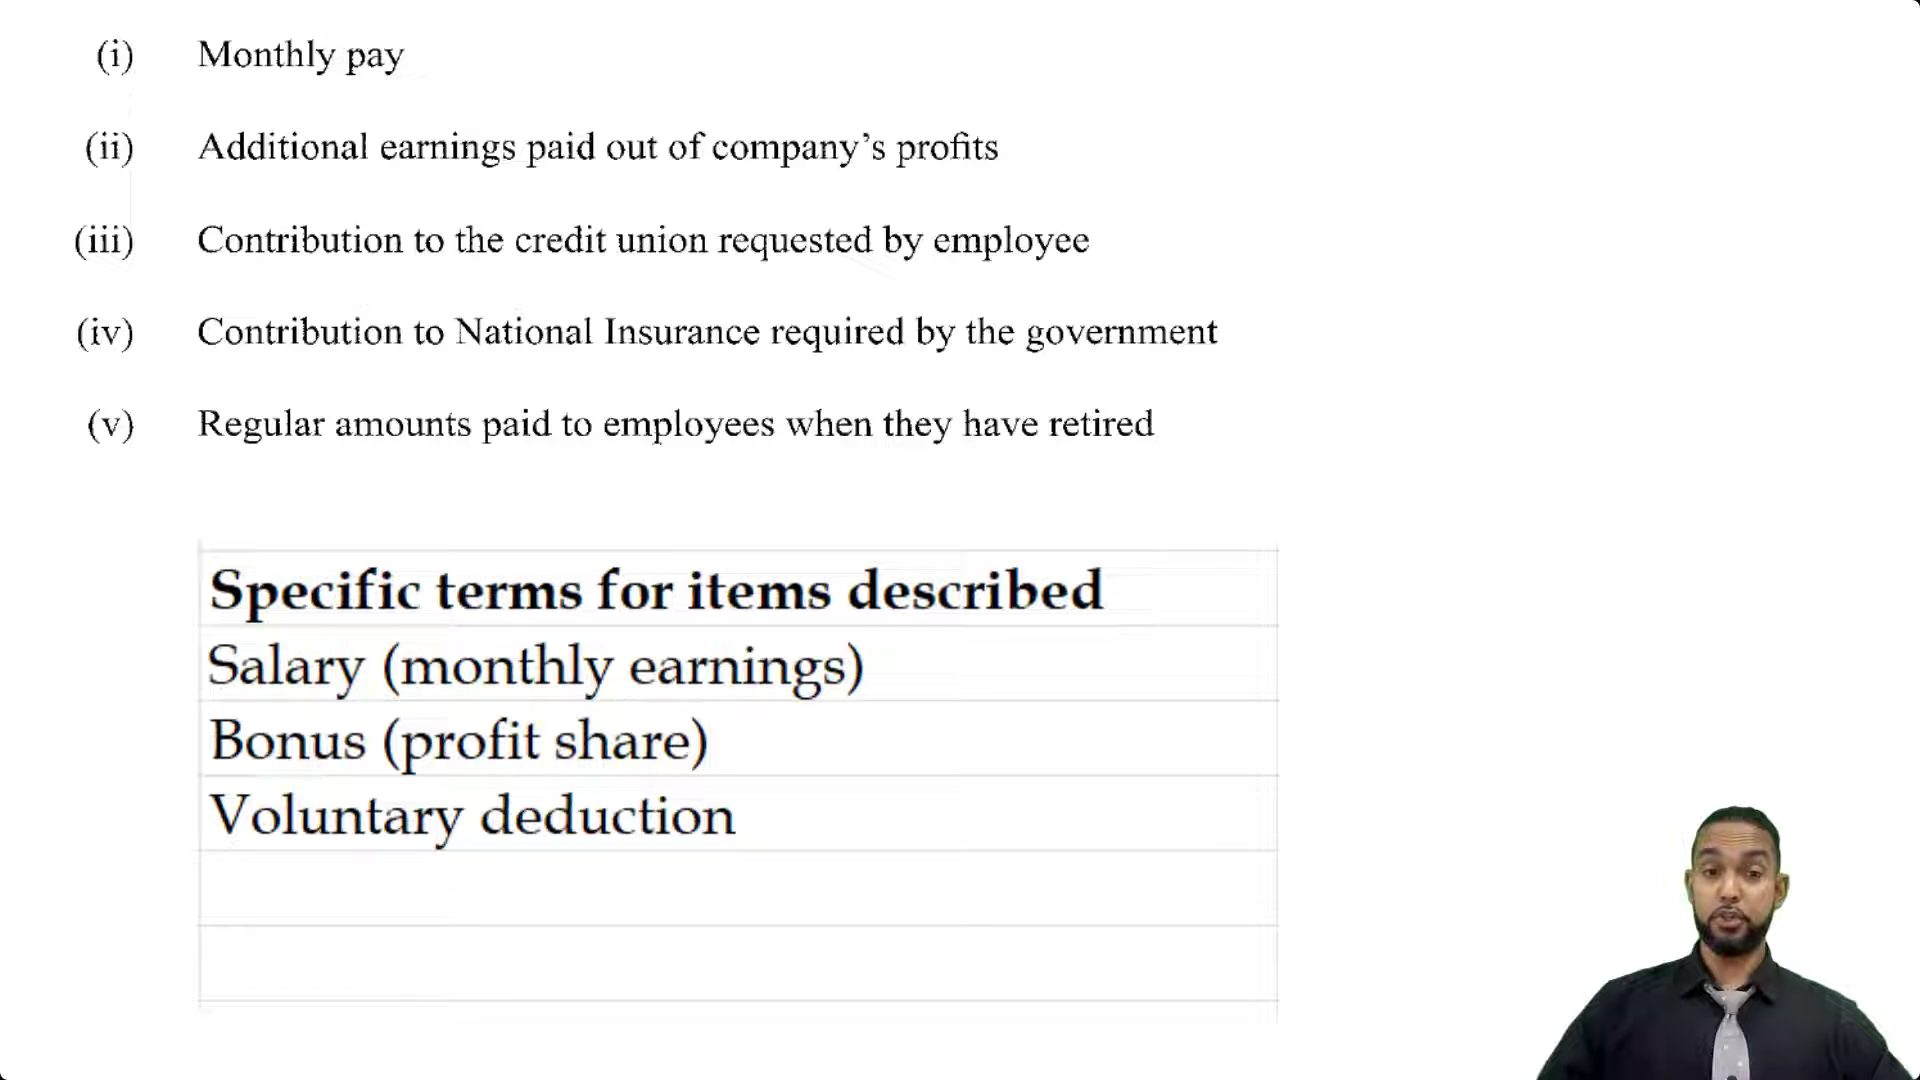 (i) Monthly pay
(ii) Additional earnings paid out of company’s profits
(iii) Contribution to the credit union requested by employee
(iv) Contribution to National Insurance required by the government
(v) Regular amounts paid to employees when they have retired
Specific terms for items described
Salary (monthly earnings)
Bonus (profit share)
Voluntary deduction